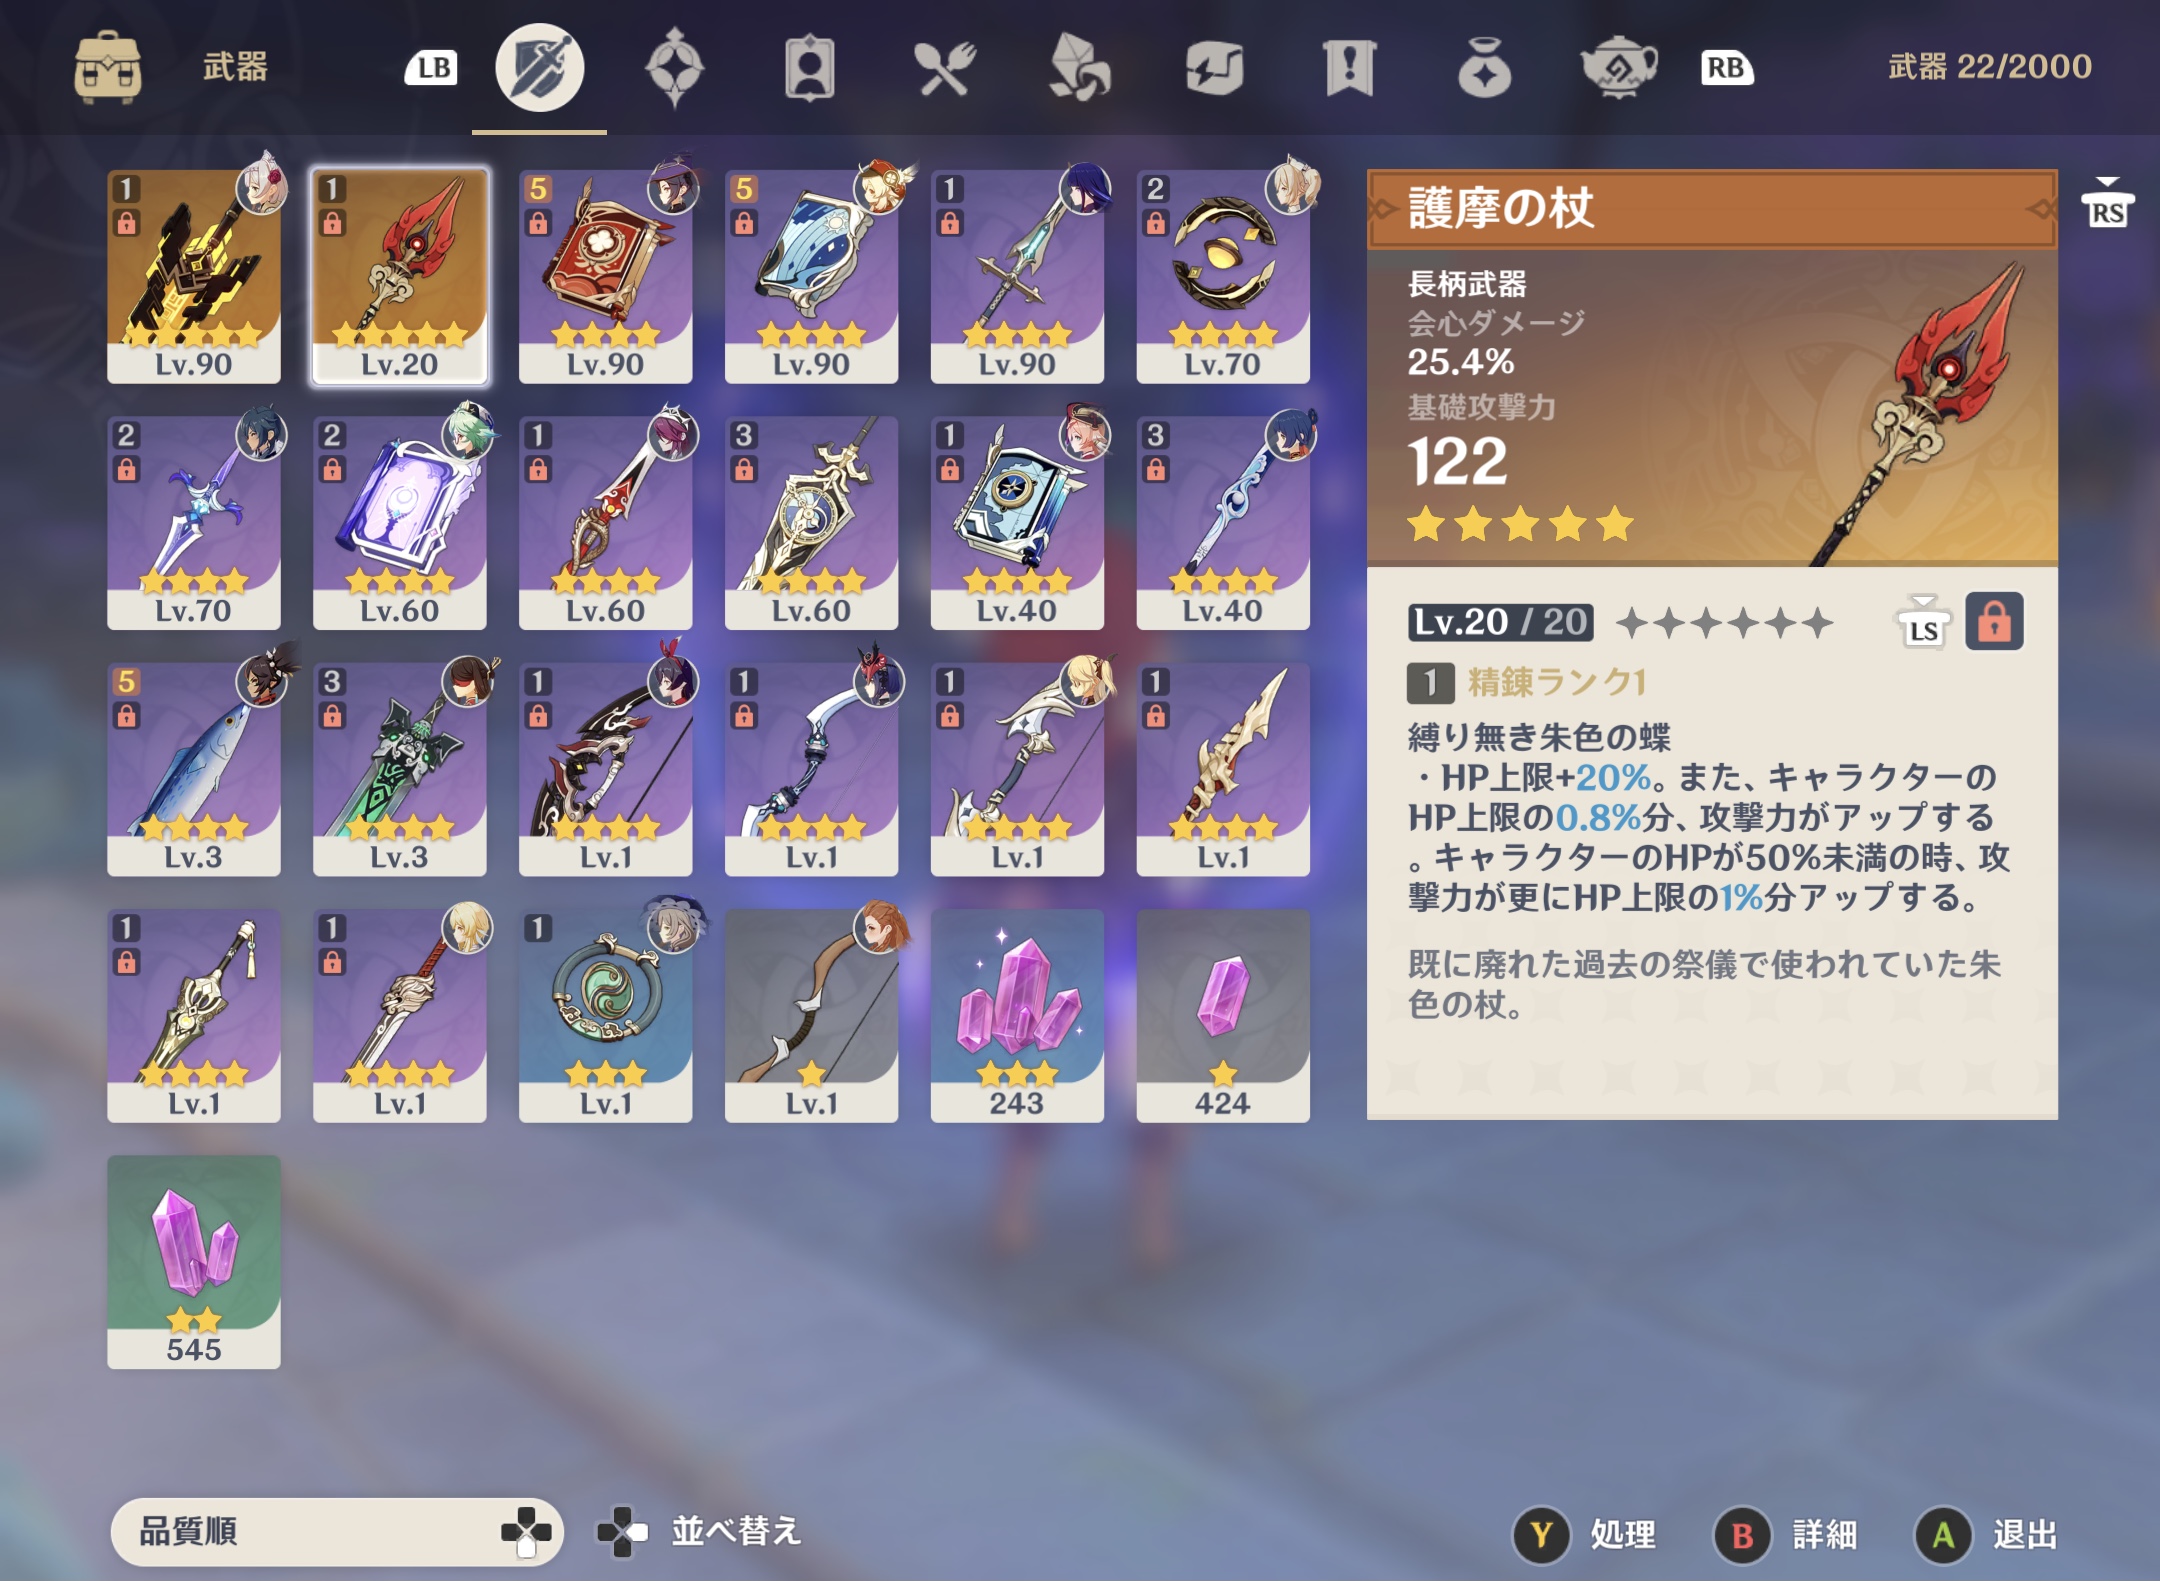 武器
LB
RB
武器 22/2000
1
Lv.90
1
Lv.20
5
Lv.90
5
Lv.90
1
Lv.90
2
Lv.70
2
Lv.70
2
Lv.60
1
Lv.60
3
Lv.60
1
Lv.40
3
Lv.40
5
Lv.3
3
Lv.3
1
Lv.1
1
Lv.1
1
Lv.1
1
Lv.1
1
Lv.1
1
Lv.1
1
Lv.1
Lv.1
243
424
545
護摩の杖
RS
長柄武器
会心ダメージ
25.4%
基礎攻撃力
122
Lv.20 / 20
LS
1 精錬ランク1
縛り無き朱色の蝶
・HP上限+20%。また、キャラクターの
HP上限の0.8%分、攻撃力がアップする
。キャラクターのHPが50%未満の時、攻
撃力が更にHP上限の1%分アップする。
既に廃れた過去の祭儀で使われていた朱
色の杖。
品質順
並べ替え
Y 処理
B 詳細
A 退出